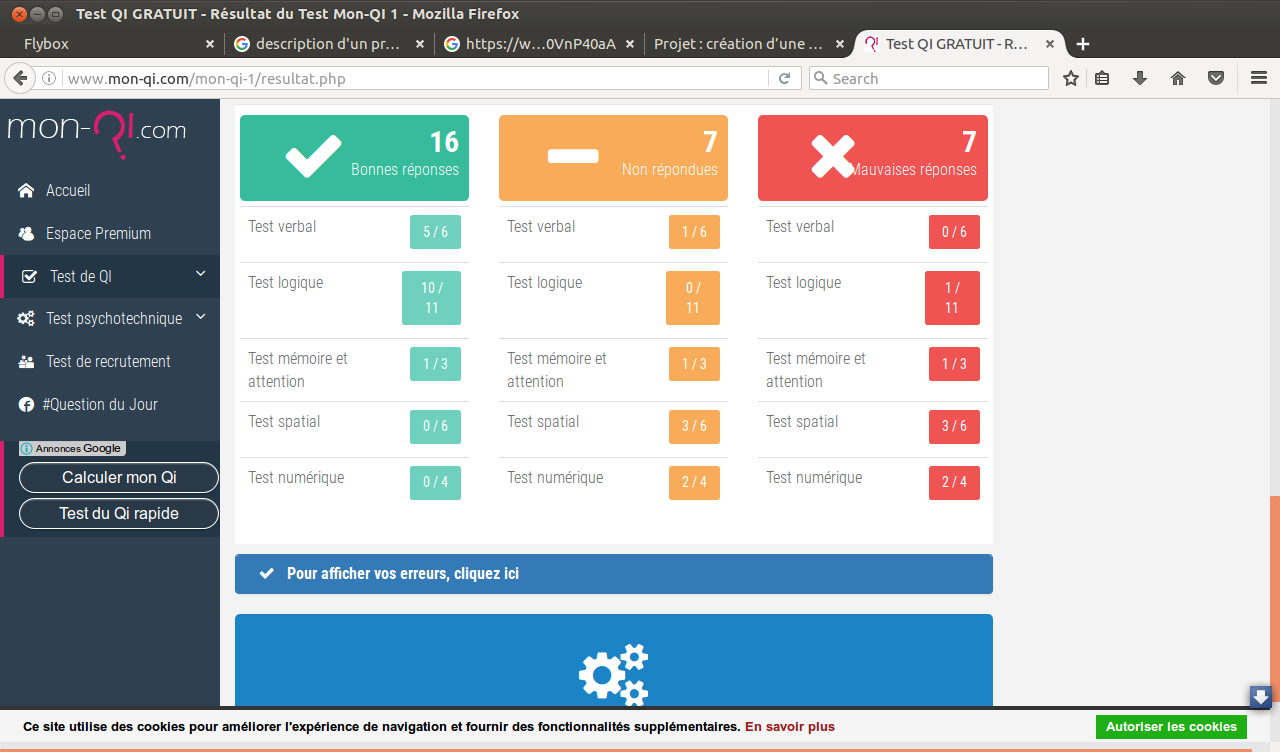 Test QI GRATUIT - Résultat du Test Mon-QI 1 - Mozilla Firefox
Flybox
description d'un pr...
https://w...0VnP40aA
Projet : création d'une ...
Test QI GRATUIT - R...
www.mon-qi.com/mon-qi-1/resultat.php
Search
mon-QI.com
Accueil
Espace Premium
Test de QI
Test psychotechnique
Test de recrutement
#Question du Jour
Annonces Google
Calculer mon Qi
Test du Qi rapide
16
Bonnes réponses
Test verbal 5 / 6
Test logique 10 /
11
Test mémoire et 1 / 3
attention
Test spatial 0 / 6
Test numérique 0 / 4
7
Non répondues
Test verbal 1 / 6
Test logique 0 /
11
Test mémoire et 1 / 3
attention
Test spatial 3 / 6
Test numérique 2 / 4
7
Mauvaises réponses
Test verbal 0 / 6
Test logique 1 /
11
Test mémoire et 1 / 3
attention
Test spatial 3 / 6
Test numérique 2 / 4
Pour afficher vos erreurs, cliquez ici
Ce site utilise des cookies pour améliorer l'expérience de navigation et fournir des fonctionnalités supplémentaires. En savoir plus
Autoriser les cookies